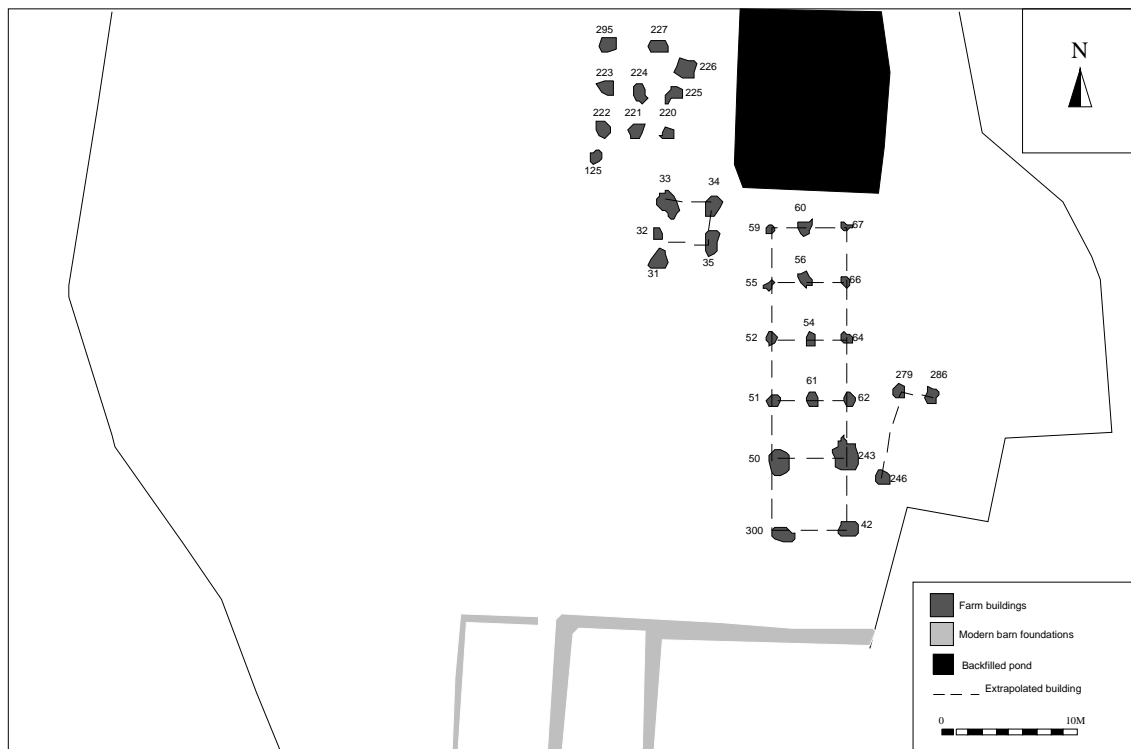 295 227
N
226
223 224
225
222 221 220
125
33 34
32
31 35
60
59 67
56
55 66
54
52 64
279 286
61
51 62
50 243
246
300 42
Farm buildings
Modern barn foundations
Backfilled pond
Extrapolated building
0 10M